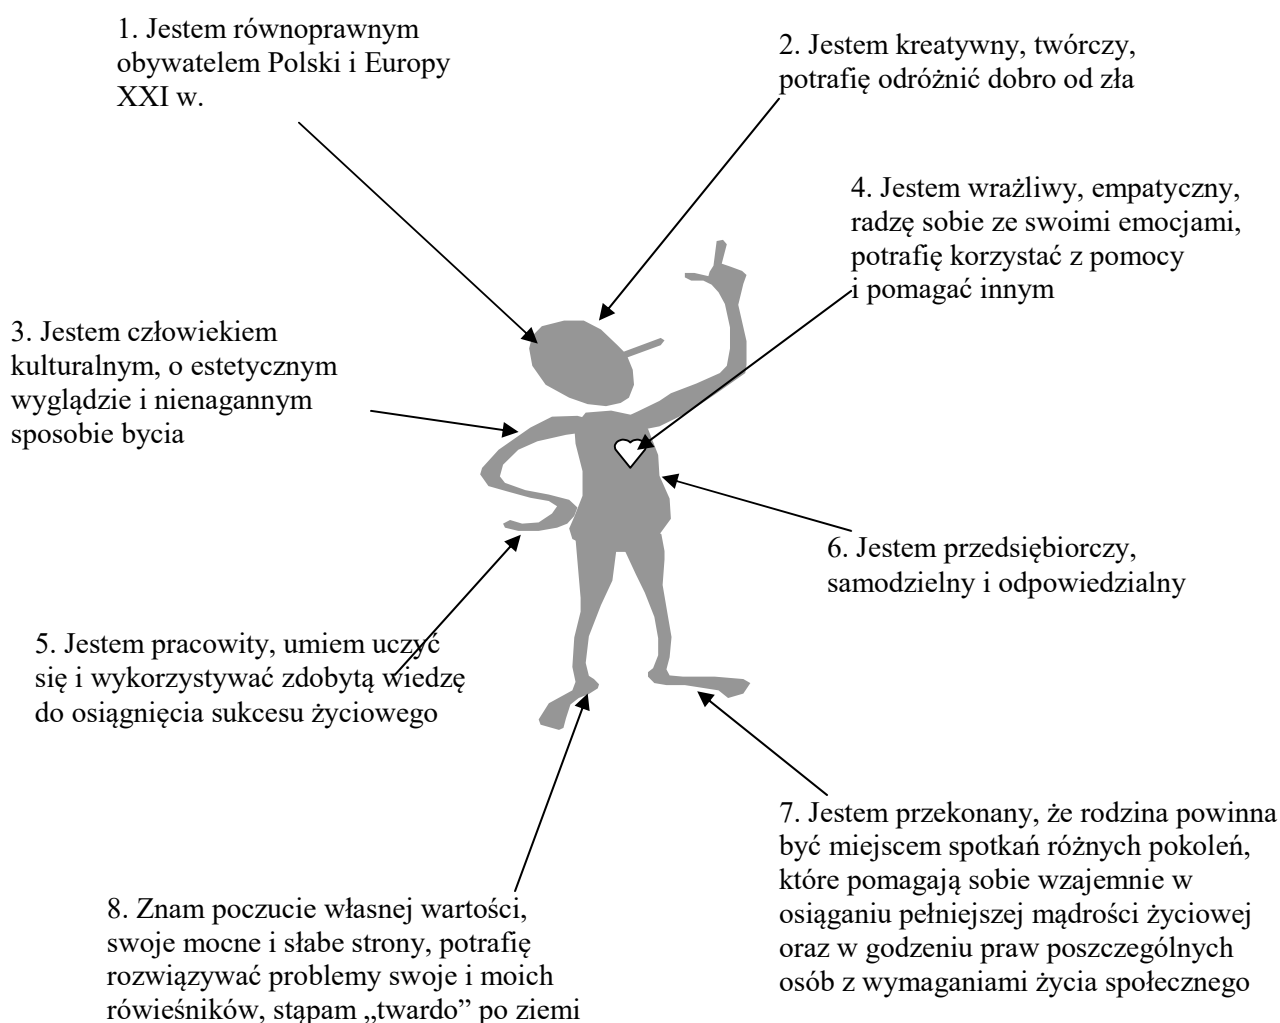 1. Jestem równoprawnym
obywatelem Polski i Europy
XXI w.
2. Jestem kreatywny, twórczy,
potrafię odróżnić dobro od zła
3. Jestem człowiekiem
kulturalnym, o estetycznym
wyglądzie i nienagannym
sposobie bycia
4. Jestem wrażliwy, empatyczny,
radzę sobie ze swoimi emocjami,
potrafię korzystać z pomocy
i pomagać innym
5. Jestem pracowity, umiem uczyć
się i wykorzystywać zdobytą wiedzę
do osiągnięcia sukcesu życiowego
6. Jestem przedsiębiorczy,
samodzielny i odpowiedzialny
7. Jestem przekonany, że rodzina powinna
być miejscem spotkań różnych pokoleń,
które pomagają sobie wzajemnie w
osiąganiu pełniejszej mądrości życiowej
oraz w godzeniu praw poszczególnych
osób z wymaganiami życia społecznego
8. Znam poczucie własnej wartości,
swoje mocne i słabe strony, potrafię
rozwiązywać problemy swoje i moich
rówieśników, stąpam „twardo” po ziemi